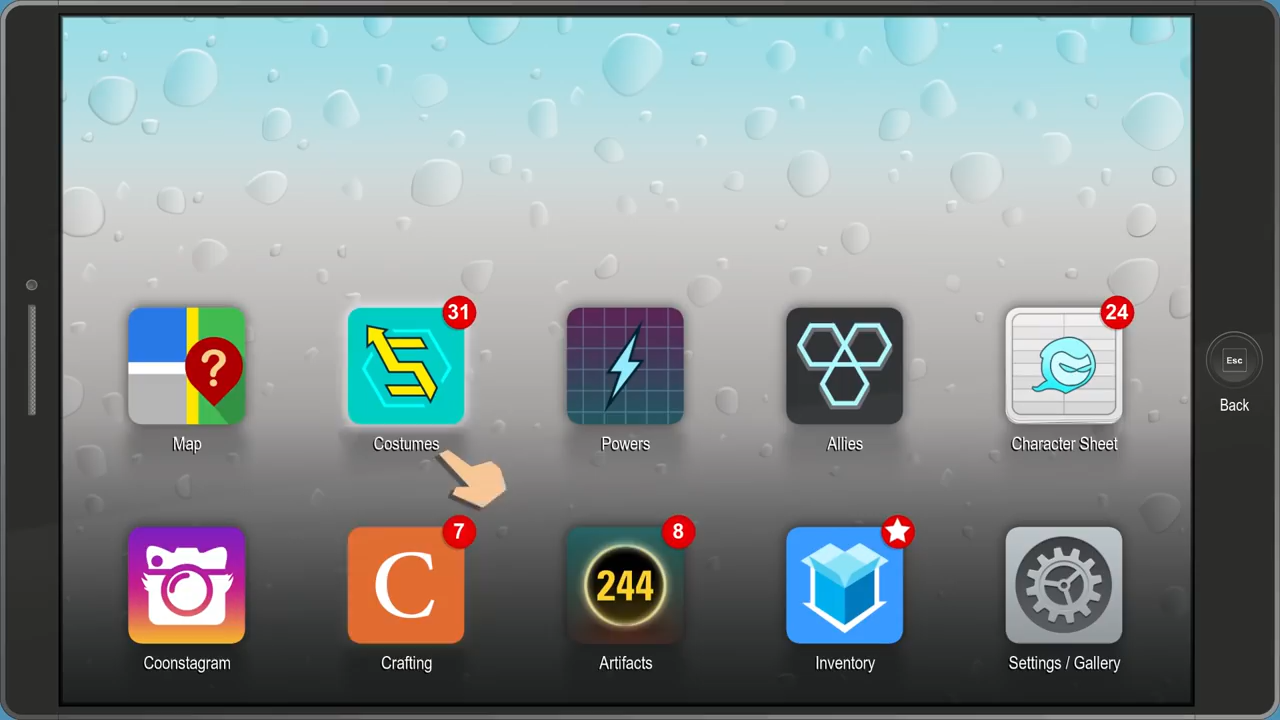 31
24
?
Map
Costumes
Powers
Allies
Character Sheet
Esc
Back
7
8
C
244
Coonstagram
Crafting
Artifacts
Inventory
Settings / Gallery